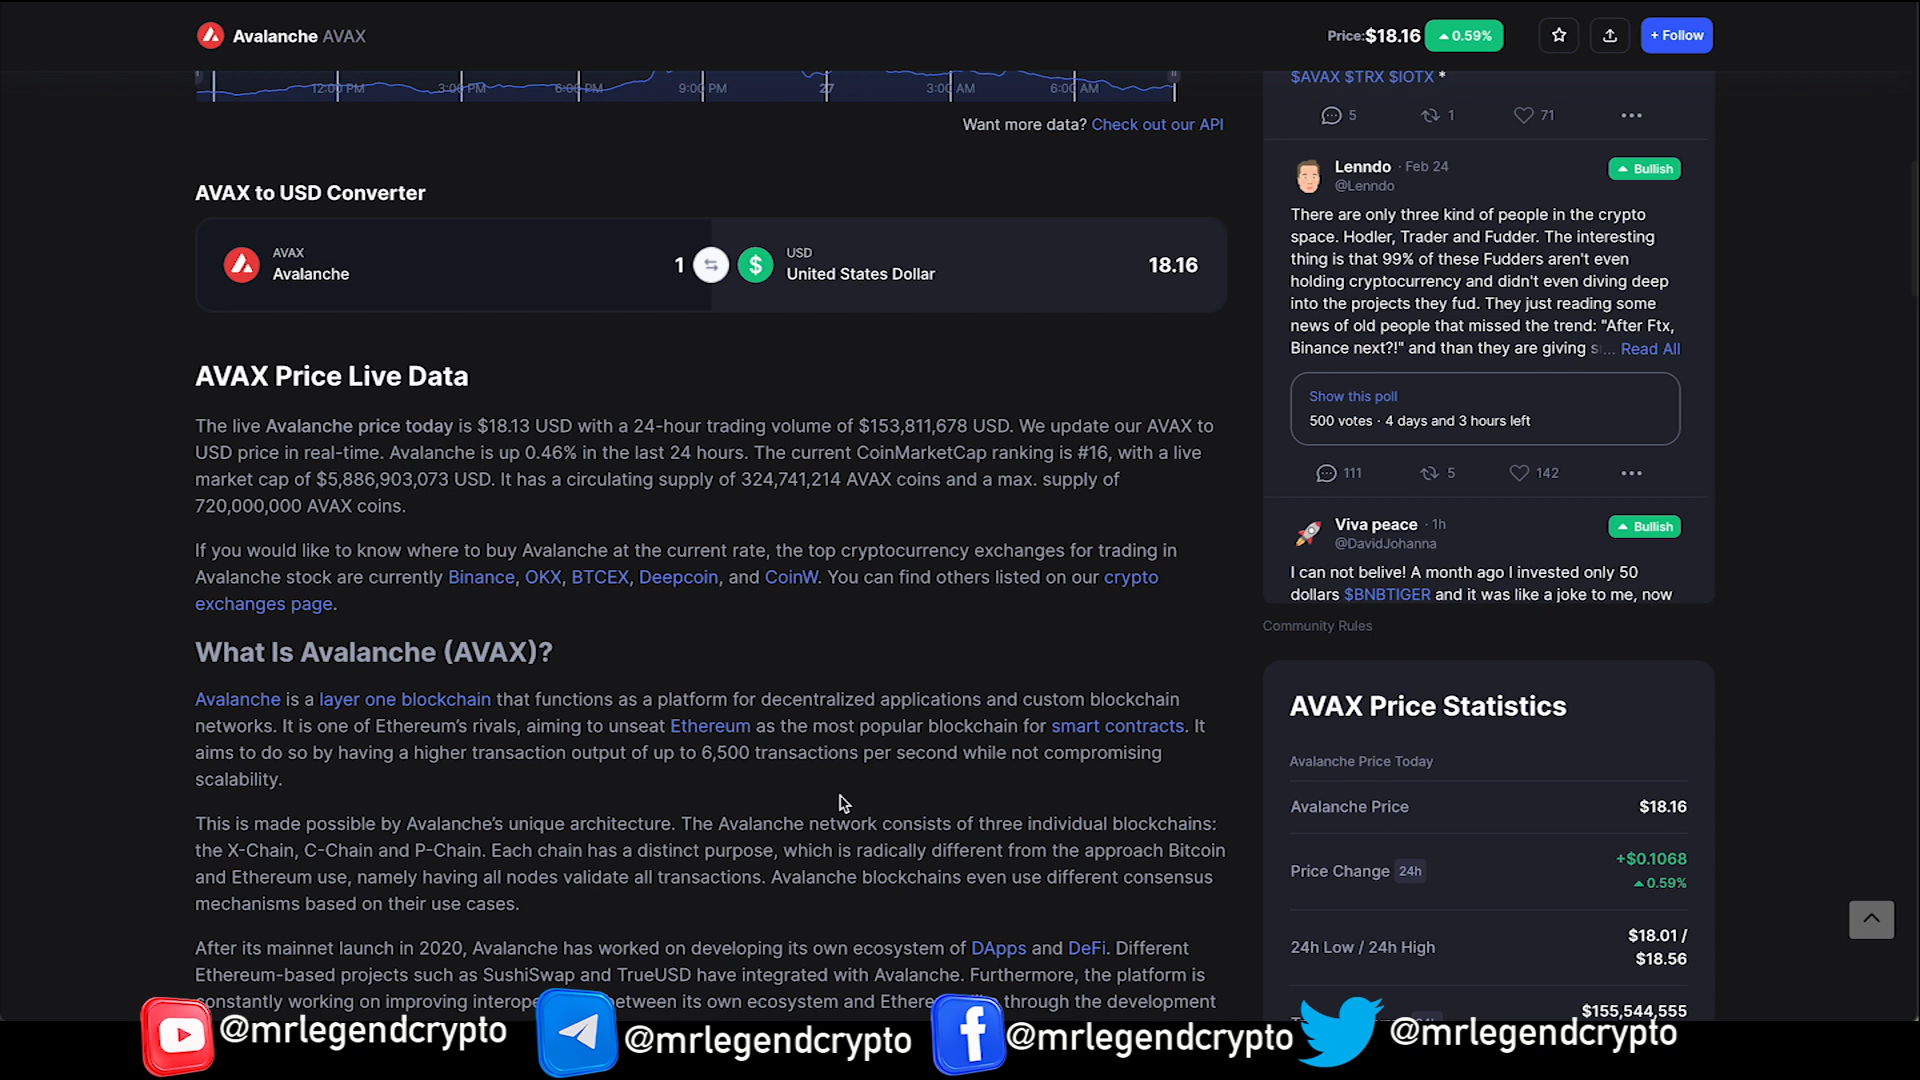 Avalanche AVAX
Price:$18.16 0.59%
+ Follow
12:00 PM 3:00 PM 6:00 PM 9:00 PM 27 3:00 AM 6:00 AM
Want more data? Check out our API
AVAX to USD Converter
AVAX
Avalanche
1
$
USD
United States Dollar
18.16
AVAX Price Live Data
The live Avalanche price today is $18.13 USD with a 24-hour trading volume of $153,811,678 USD. We update our AVAX to
USD price in real-time. Avalanche is up 0.46% in the last 24 hours. The current CoinMarketCap ranking is #16, with a live
market cap of $5,886,903,073 USD. It has a circulating supply of 324,741,214 AVAX coins and a max. supply of
720,000,000 AVAX coins.
If you would like to know where to buy Avalanche at the current rate, the top cryptocurrency exchanges for trading in
Avalanche stock are currently Binance, OKX, BTCEX, Deepcoin, and CoinW. You can find others listed on our crypto
exchanges page.
What Is Avalanche (AVAX)?
Avalanche is a layer one blockchain that functions as a platform for decentralized applications and custom blockchain
networks. It is one of Ethereum's rivals, aiming to unseat Ethereum as the most popular blockchain for smart contracts. It
aims to do so by having a higher transaction output of up to 6,500 transactions per second while not compromising
scalability.
This is made possible by Avalanche's unique architecture. The Avalanche network consists of three individual blockchains:
the X-Chain, C-Chain and P-Chain. Each chain has a distinct purpose, which is radically different from the approach Bitcoin
and Ethereum use, namely having all nodes validate all transactions. Avalanche blockchains even use different consensus
mechanisms based on their use cases.
After its mainnet launch in 2020, Avalanche has worked on developing its own ecosystem of DApps and DeFi. Different
Ethereum-based projects such as SushiSwap and TrueUSD have integrated with Avalanche. Furthermore, the platform is
constantly working on improving between its own ecosystem and through the development
$AVAX $TRX $IOTX *
5 1 71
Lenndo · Feb 24
@Lenndo
Bullish
There are only three kind of people in the crypto
space. Hodler, Trader and Fudder. The interesting
thing is that 99% of these Fudders aren't even
holding cryptocurrency and didn't even diving deep
into the projects they fud. They just reading some
news of old people that missed the trend: "After Ftx,
Binance next?!" and than they are giving s... Read All
Show this poll
500 votes · 4 days and 3 hours left
111 5 142
Viva peace · 1h
@DavidJohanna
Bullish
I can not belive! A month ago I invested only 50
dollars $BNBTIGER and it was like a joke to me, now
Community Rules
AVAX Price Statistics
Avalanche Price Today
Avalanche Price $18.16
Price Change 24h +$0.1068
0.59%
24h Low / 24h High $18.01 /
$18.56
$155,544,555
@mrlegendcrypto @mrlegendcrypto @mrlegendcrypto @mrlegendcrypto